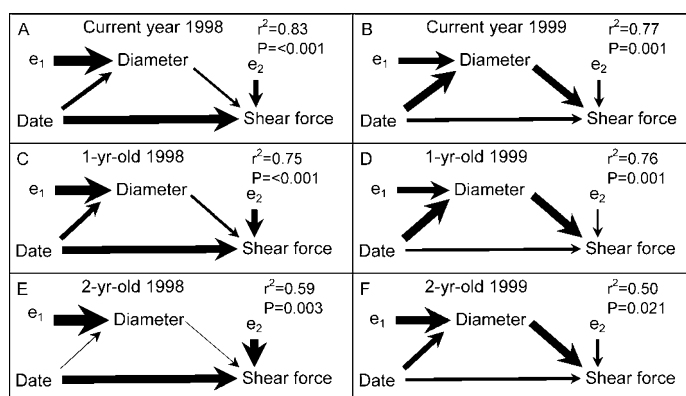 A Current year 1998 r²=0.83
P=<0.001
e₁ Diameter e₂
Date Shear force
B Current year 1999 r²=0.77
P=0.001
e₁ Diameter e₂
Date Shear force
C 1-yr-old 1998 r²=0.75
P=<0.001
e₁ Diameter e₂
Date Shear force
D 1-yr-old 1999 r²=0.76
P=0.001
e₁ Diameter e₂
Date Shear force
E 2-yr-old 1998 r²=0.59
P=0.003
e₁ Diameter e₂
Date Shear force
F 2-yr-old 1999 r²=0.50
P=0.021
e₁ Diameter e₂
Date Shear force